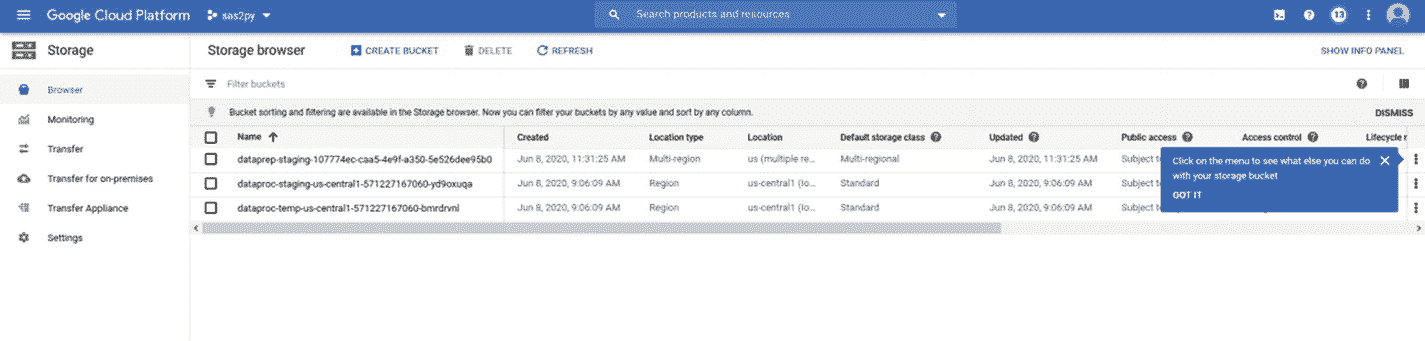 Google Cloud Platform sas2py Search products and resources 13
Storage Storage browser CREATE BUCKET DELETE REFRESH SHOW INFO PANEL
Browser Filter buckets
Bucket sorting and filtering are available in the Storage browser. Now you can filter your buckets by any value and sort by any column. DISMISS
Monitoring
Transfer
Transfer for on-premises
Transfer Appliance
Settings
Name Created Location type Location Default storage class Updated Public access Access control Lifecycle r
dataprep-staging-107774ec-caa5-4e9f-a350-5e526dee95b0 Jun 8, 2020, 11:31:25 AM Multi-region us (multiple re... Multi-regional Jun 8, 2020, 11:31:25 AM Subject to
dataproc-staging-us-central1-571227167060-yd9oxuqa Jun 8, 2020, 9:06:09 AM Region us-central1 (Io... Standard Jun 8, 2020, 9:06:09 AM Subject to
dataproc-temp-us-central1-571227167060-bmrdrvnl Jun 8, 2020, 9:06:09 AM Region us-central1 (Io... Standard Jun 8, 2020, 9:06:09 AM Subject to
Click on the menu to see what else you can do
with your storage bucket
GOT IT